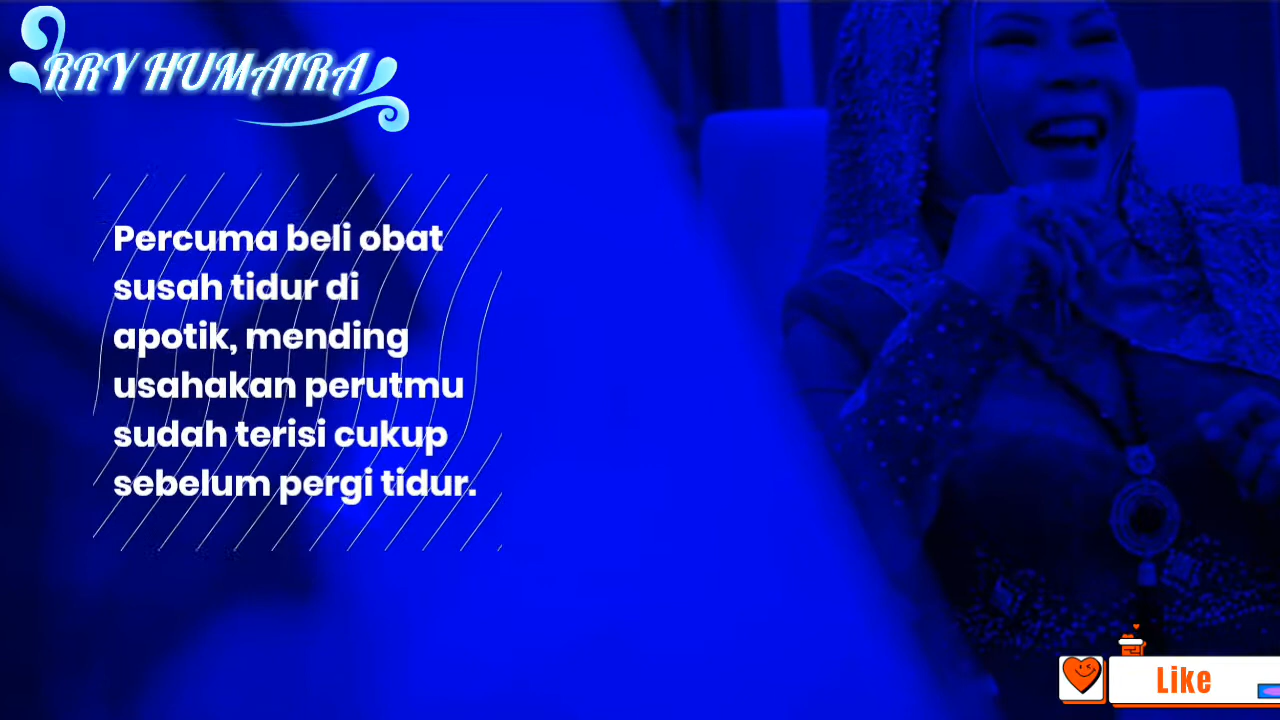 RRY HUMAIRA
Percuma beli obat
susah tidur di
apotik, mending
usahakan perutmu
sudah terisi cukup
sebelum pergi tidur.
Like